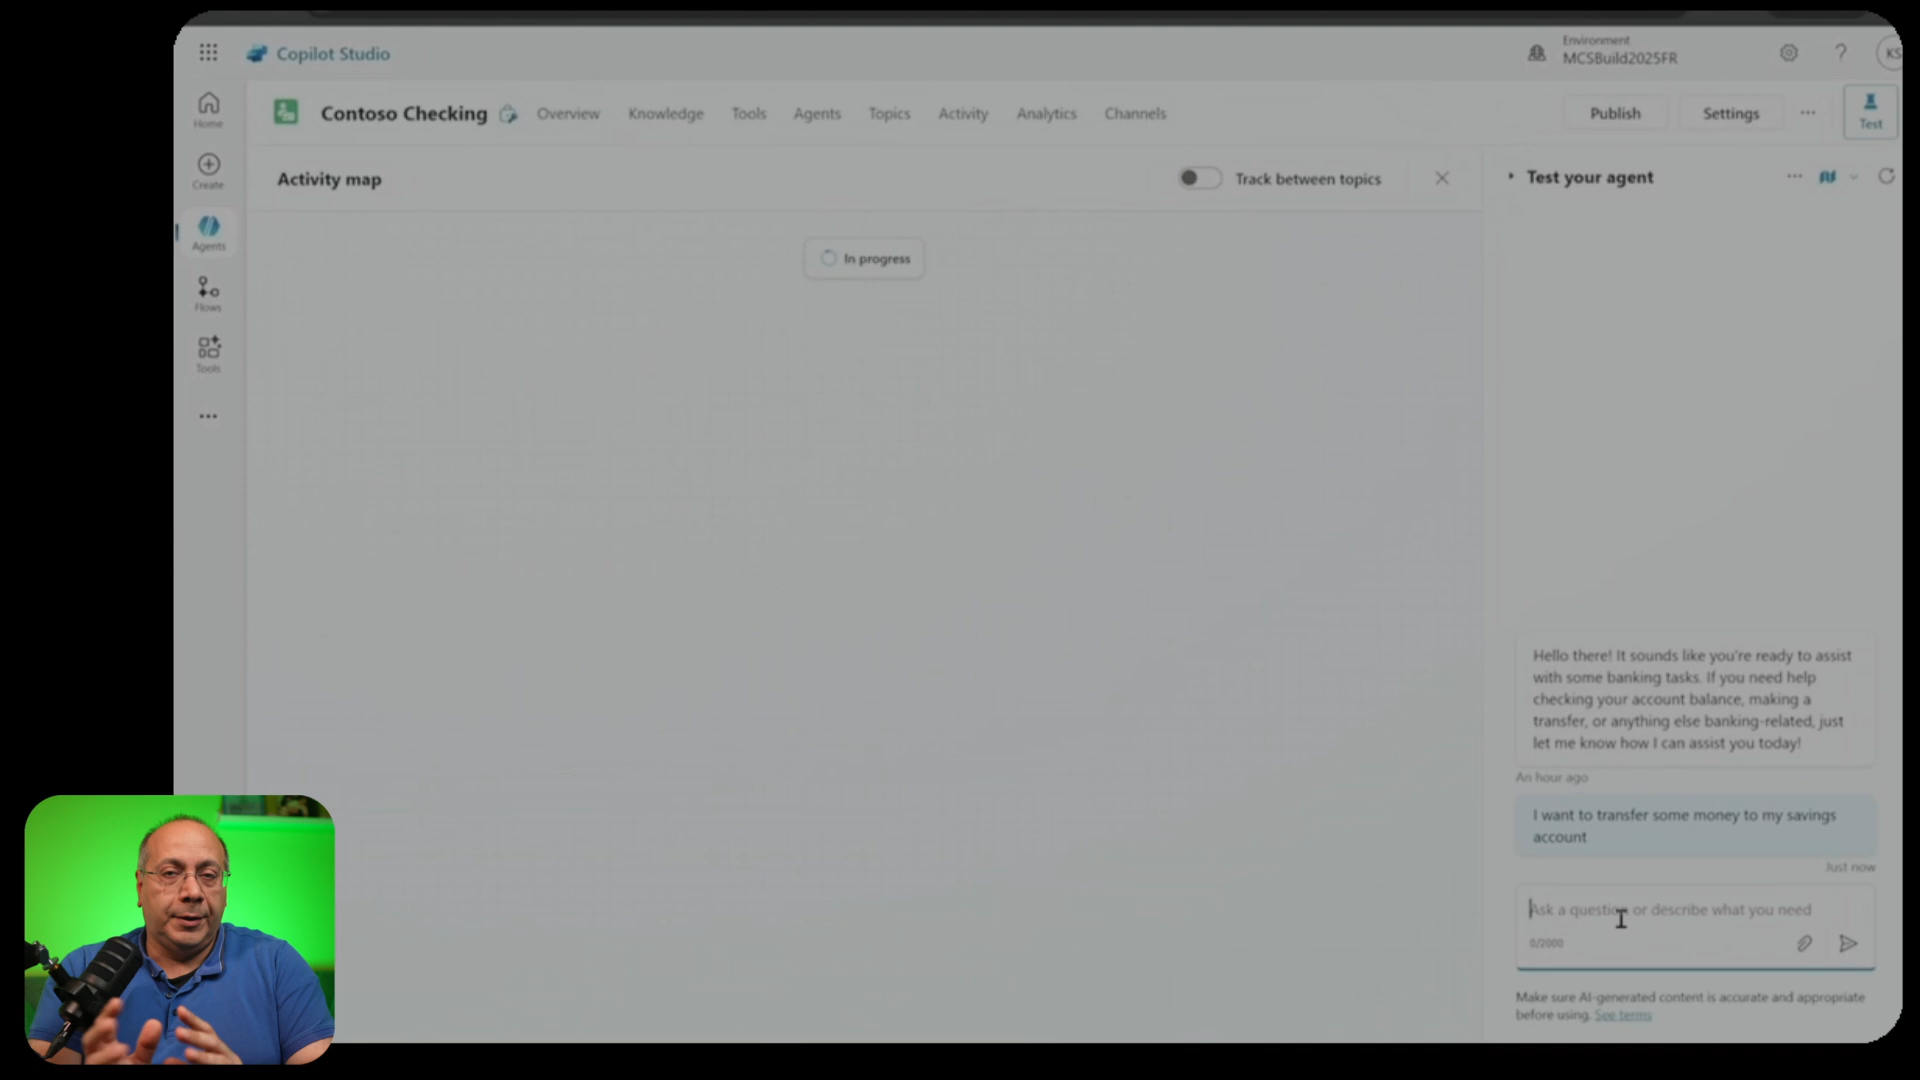 Copilot Studio
Environment
MCSBuild2025FR
KS
Home
Create
Agents
Flows
Tools
Contoso Checking
Overview
Knowledge
Tools
Agents
Topics
Activity
Analytics
Channels
Publish
Settings
Test
Activity map
Track between topics
In progress
Test your agent
Hello there! It sounds like you're ready to assist
with some banking tasks. If you need help
checking your account balance, making a
transfer, or anything else banking-related, just
let me know how I can assist you today!
An hour ago
I want to transfer some money to my savings
account
Just now
Ask a question or describe what you need
0/2000
Make sure AI-generated content is accurate and appropriate
before using. See terms